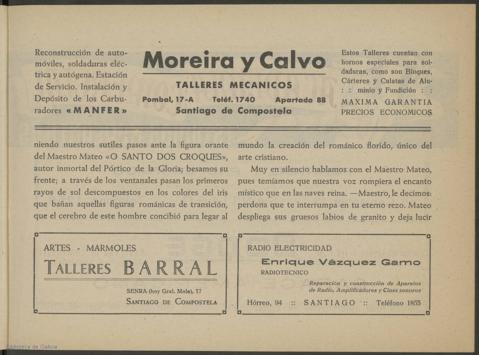 Reconstrucción de auto-
móviles, soldaduras eléc-
trica y autógena. Estación
de Servicio. Instalación y
Depósito de los Carbu-
radores «MANFER»
Moreira y Calvo
TALLERES MECANICOS
Pombal, 17-A Teléf. 1740 Apartado 88
Santiago de Compostela
Estos Talleres cuentan con
hornos especiales para sol-
daduras, como son Bloques,
Cárteres y Culatas de Alu-
: : minio y Fundición : :
MAXIMA GARANTIA
PRECIOS ECONOMICOS
niendo nuestros sutiles pasos ante la figura orante
del Maestro Mateo «O SANTO DOS CROQUES»,
autor inmortal del Pórtico de la Gloria; besamos su
frente; a través de los ventanales pasan los primeros
rayos de sol descompuestos en los colores del iris
que bañan aquellas figuras románicas de transición,
que el cerebro de este hombre concibió para legar al
mundo la creación del románico florido, único del
arte cristiano.
Muy en silencio hablamos con el Maestro Mateo,
pues temíamos que nuestra voz rompiera el encanto
místico que en las naves reina. —Maestro, le decimos:
perdona que te interrumpa en tu eterno rezo. Mateo
despliega sus gruesos labios de granito y deja lucir
ARTES - MARMOLES
TALLERES BARRAL
SENRA (hoy Gral. Mola), 17
SANTIAGO DE COMPOSTELA
RADIO ELECTRICIDAD
Enrique Vázquez Gamo
RADIOTECNICO
Reparación y construcción de Aparatos
de Radio, Amplificadores y Cines sonoros
Hórreo, 94 :: SANTIAGO :: Teléfono 1855
Biblioteca de Galicia